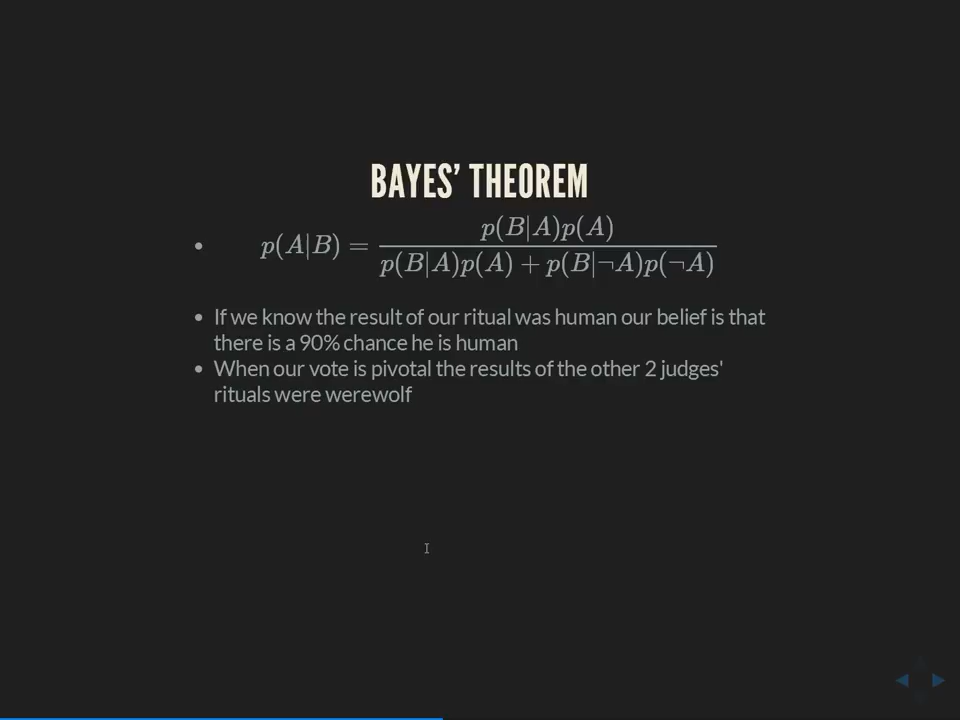 BAYES' THEOREM
• p(A|B) = \frac{p(B|A)p(A)}{p(B|A)p(A) + p(B|¬A)p(¬A)}
• If we know the result of our ritual was human our belief is that
there is a 90% chance he is human
• When our vote is pivotal the results of the other 2 judges'
rituals were werewolf